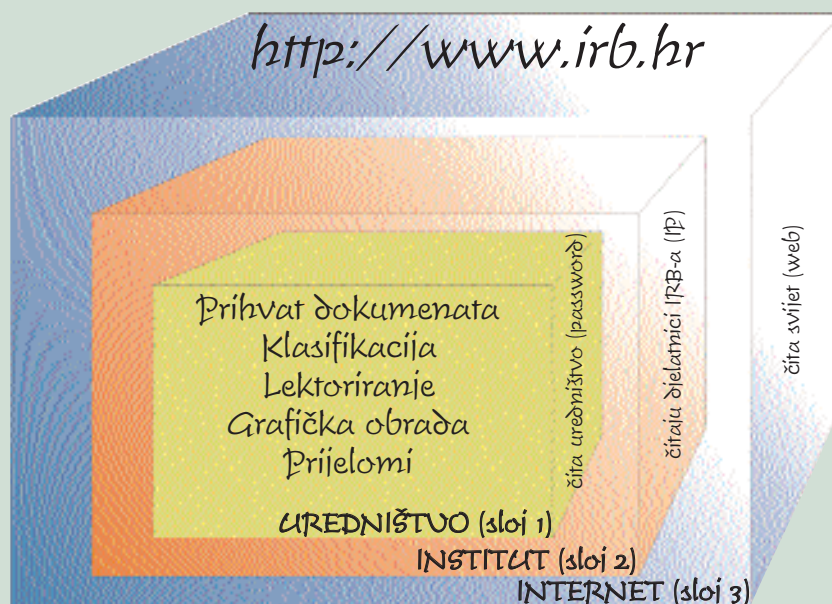 http://www.irb.hr
Prihvat dokumenata
Klasifikacija
Lektoriranje
Grafička obrada
Prijelomi
čita uredništvo (password)
čitaju djelatnici IRB-a (IP)
čita svijet (web)
UREDNIŠTVO (sloj 1)
INSTITUT (sloj 2)
INTERNET (sloj 3)